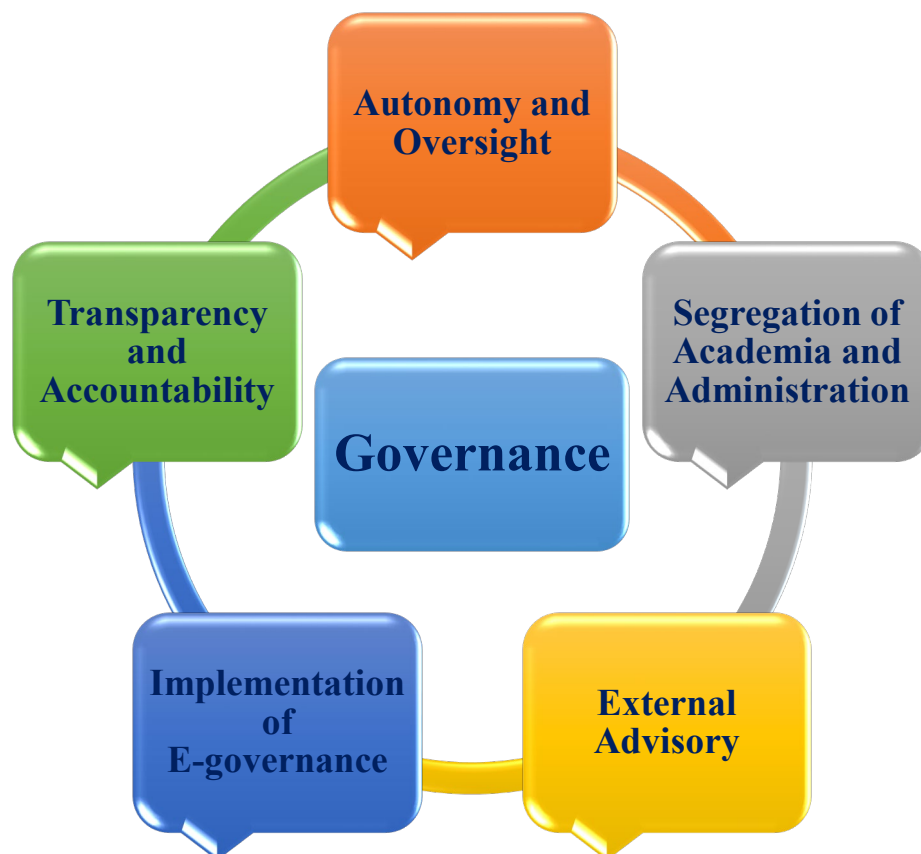 Autonomy and
Oversight
Segregation of
Academia and
Administration
External
Advisory
Implementation
of
E-governance
Transparency
and
Accountability
Governance